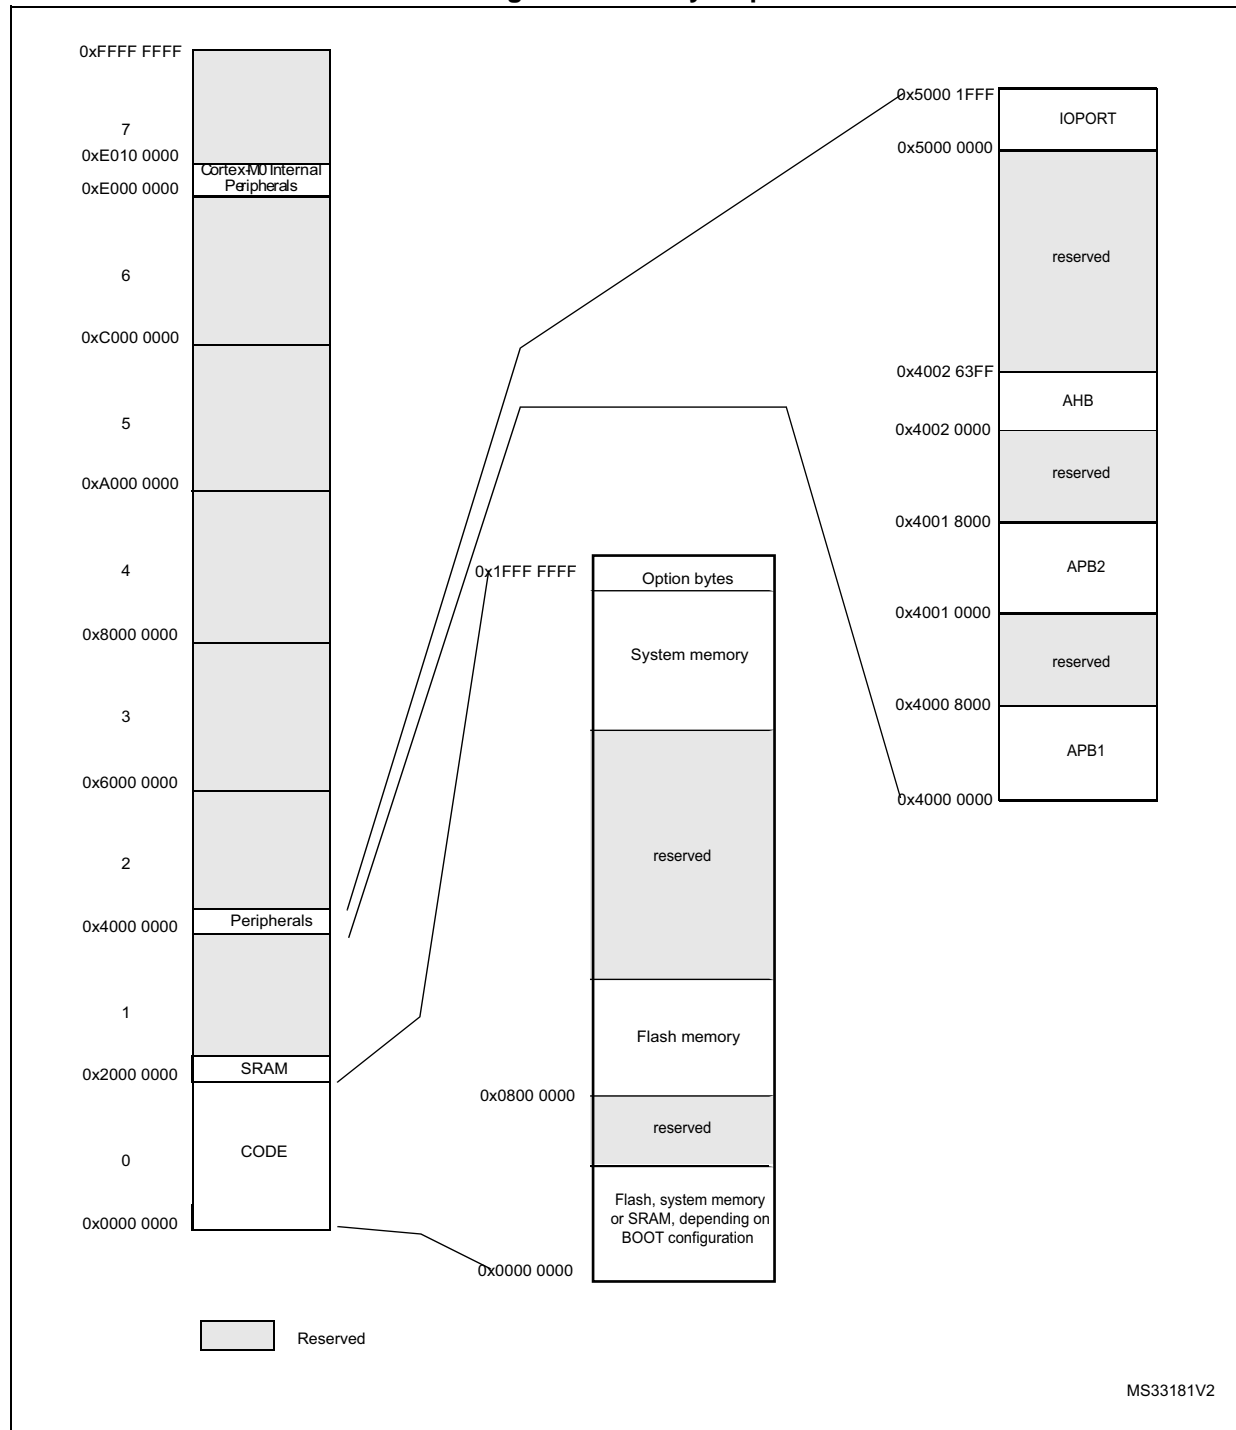 0xFFFF FFFF
7
0xE010 0000
Cortex-M0 Internal
Peripherals
0xE000 0000
6
0xC000 0000
5
0xA000 0000
4
0x8000 0000
3
0x6000 0000
2
Peripherals
0x4000 0000
1
SRAM
0x2000 0000
CODE
0
0x0000 0000
0x1FFF FFFF
Option bytes
System memory
reserved
Flash memory
0x0800 0000
reserved
Flash, system memory
or SRAM, depending on
BOOT configuration
0x0000 0000
0x5000 1FFF
IOPORT
0x5000 0000
reserved
0x4002 63FF
AHB
0x4002 0000
reserved
0x4001 8000
APB2
0x4001 0000
reserved
0x4000 8000
APB1
0x4000 0000
Reserved
MS33181V2